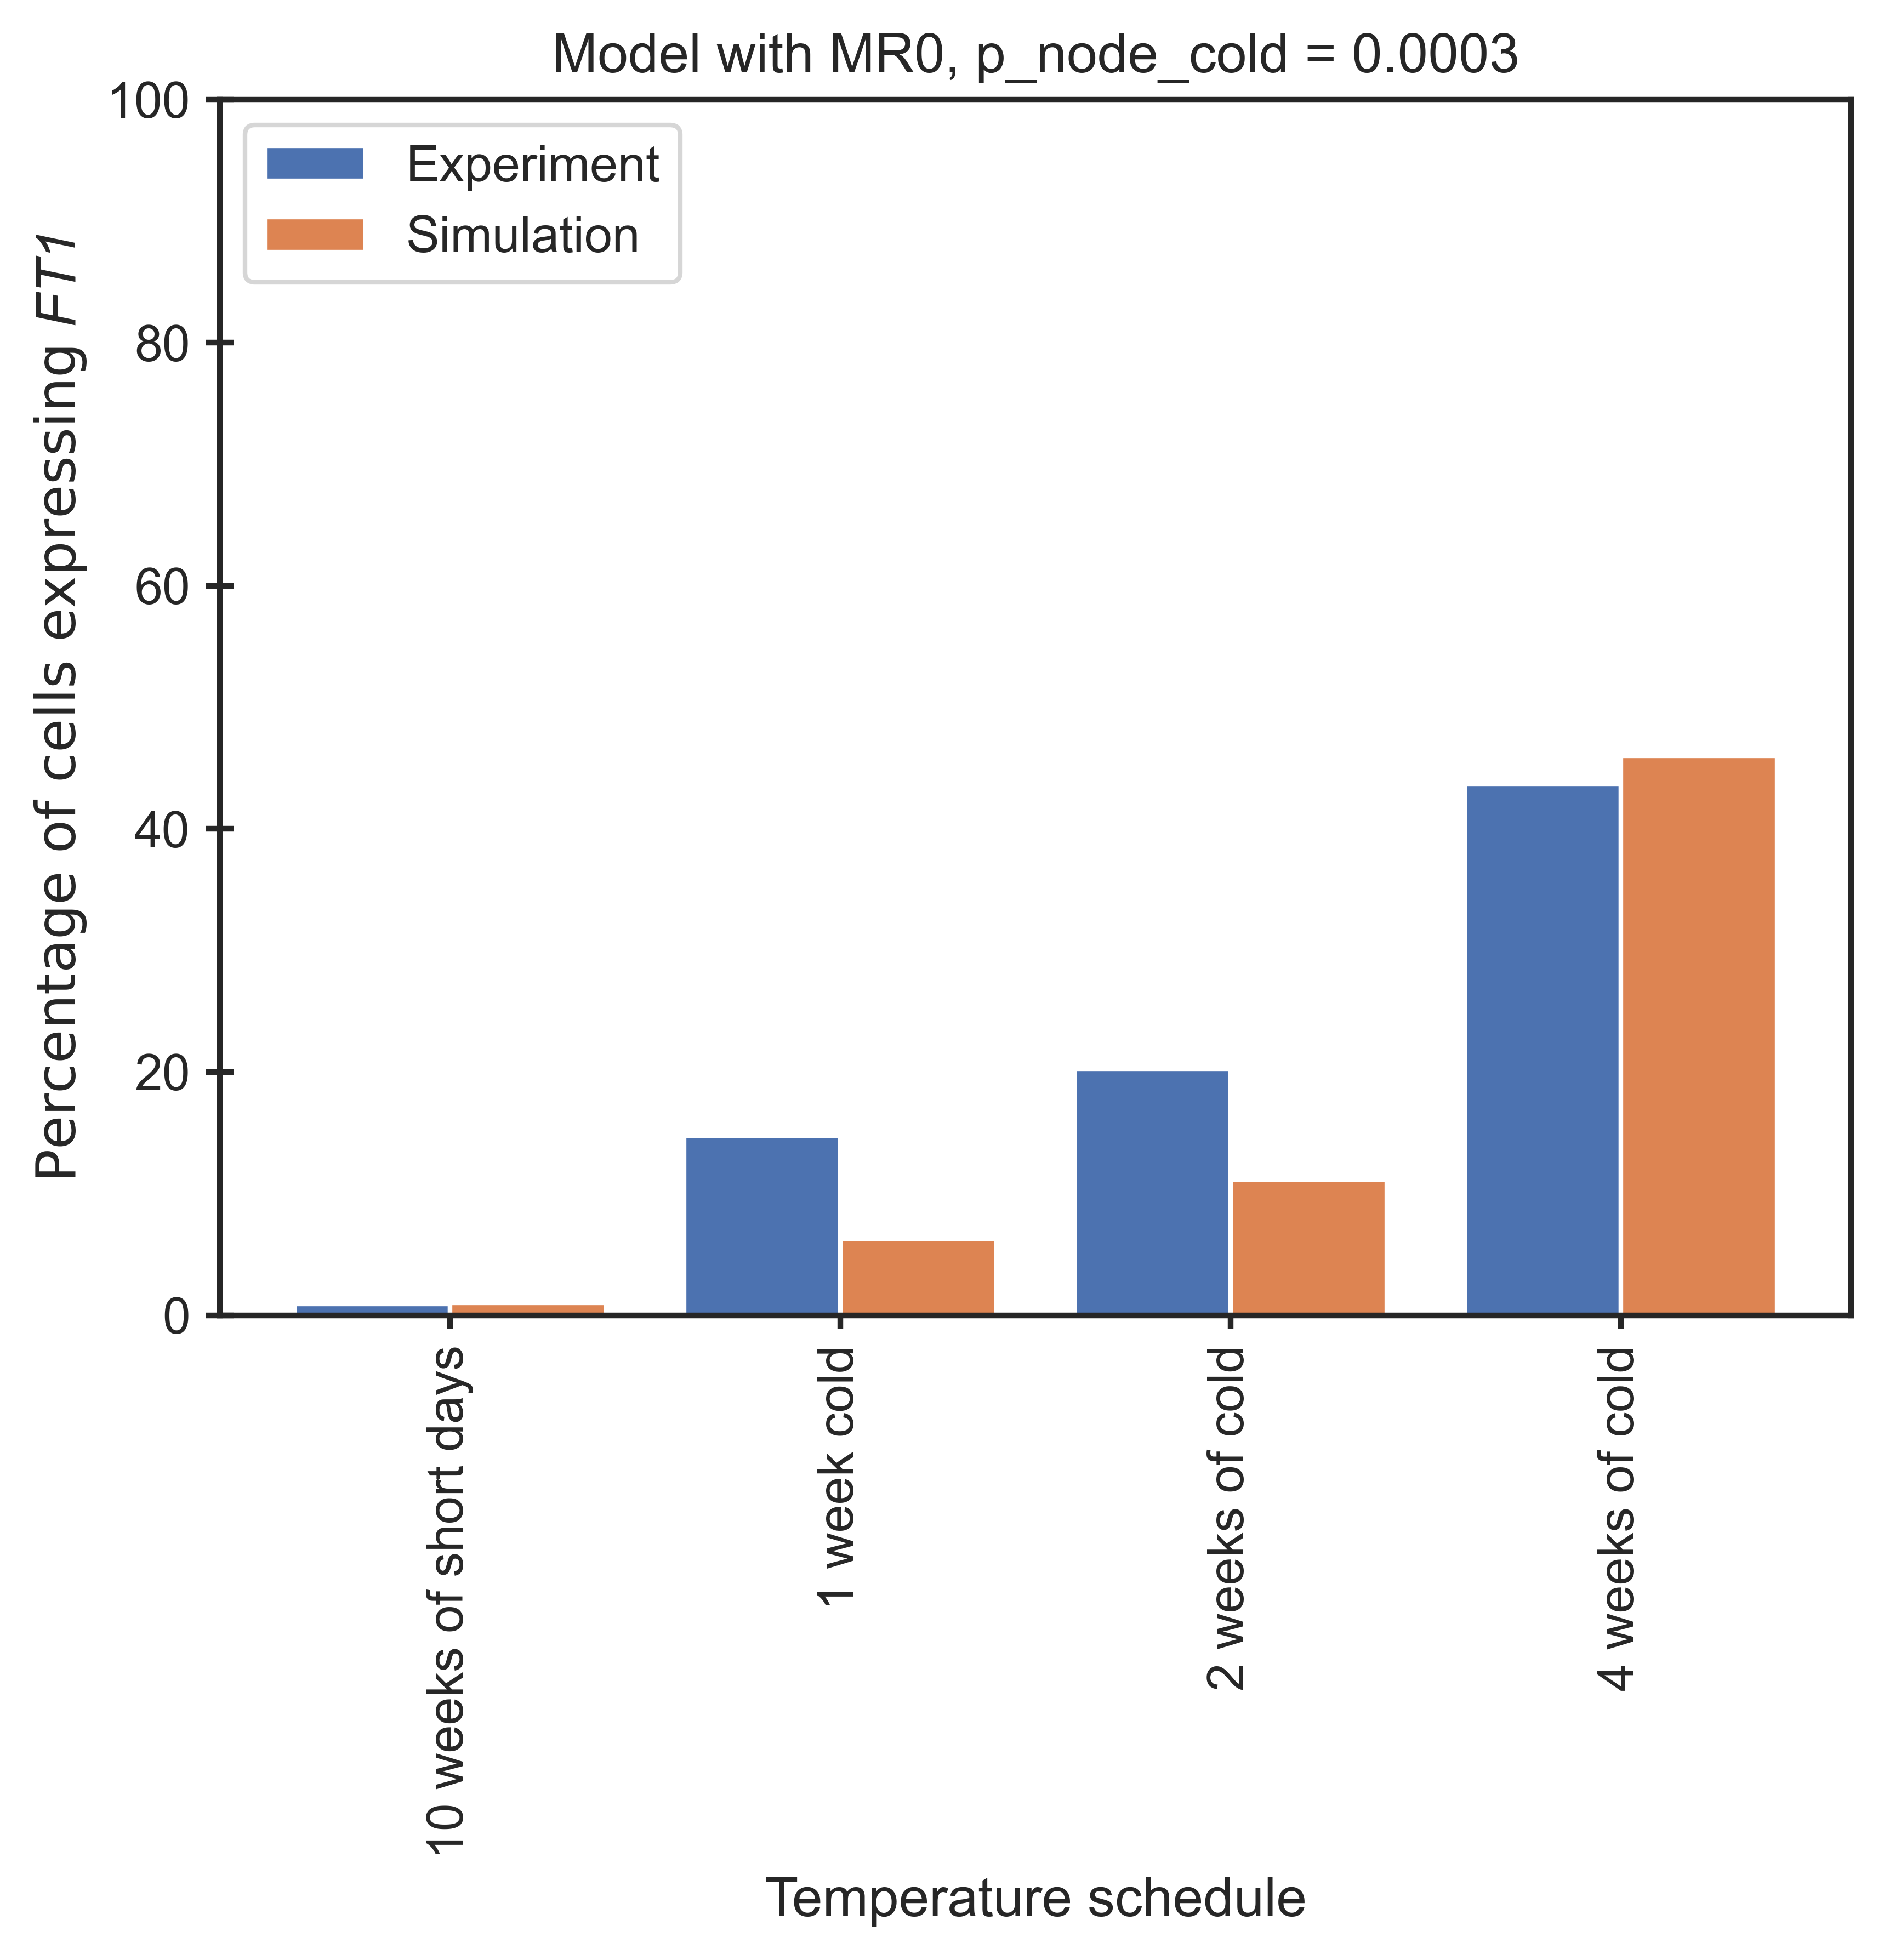 Model with MR0, p_node_cold = 0.0003
100
80
60
40
20
0
Percentage of cells expressing FT1
Experiment
Simulation
10 weeks of short days
1 week cold
2 weeks of cold
4 weeks of cold
Temperature schedule